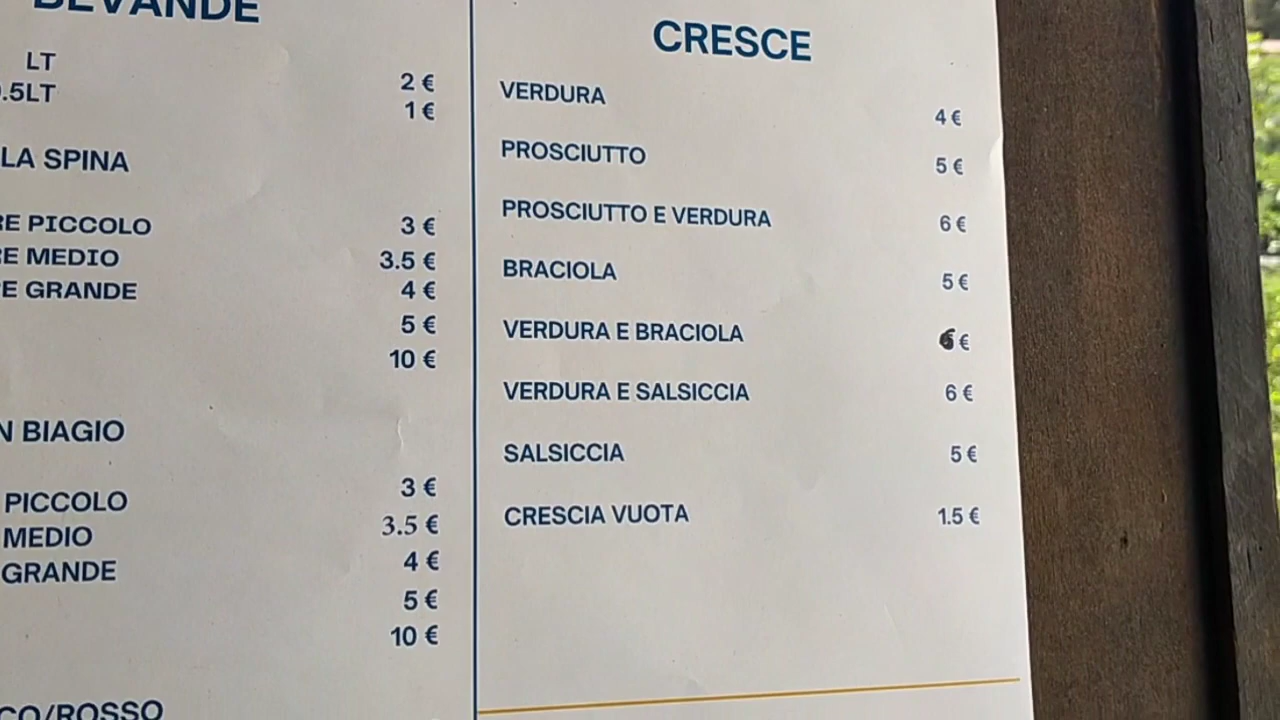 BEVANDE
LT 2 €
.5LT 1 €
LA SPINA
PICCOLO 3 €
MEDIO 3.5 €
GRANDE 4 €
5 €
10 €
BIAGIO
PICCOLO 3 €
MEDIO 3.5 €
GRANDE 4 €
5 €
10 €
CO/ROSSO
CRESCE
VERDURA 4 €
PROSCIUTTO 5 €
PROSCIUTTO E VERDURA 6 €
BRACIOLA 5 €
VERDURA E BRACIOLA 6 €
VERDURA E SALSICCIA 6 €
SALSICCIA 5 €
CRESCIA VUOTA 1.5 €